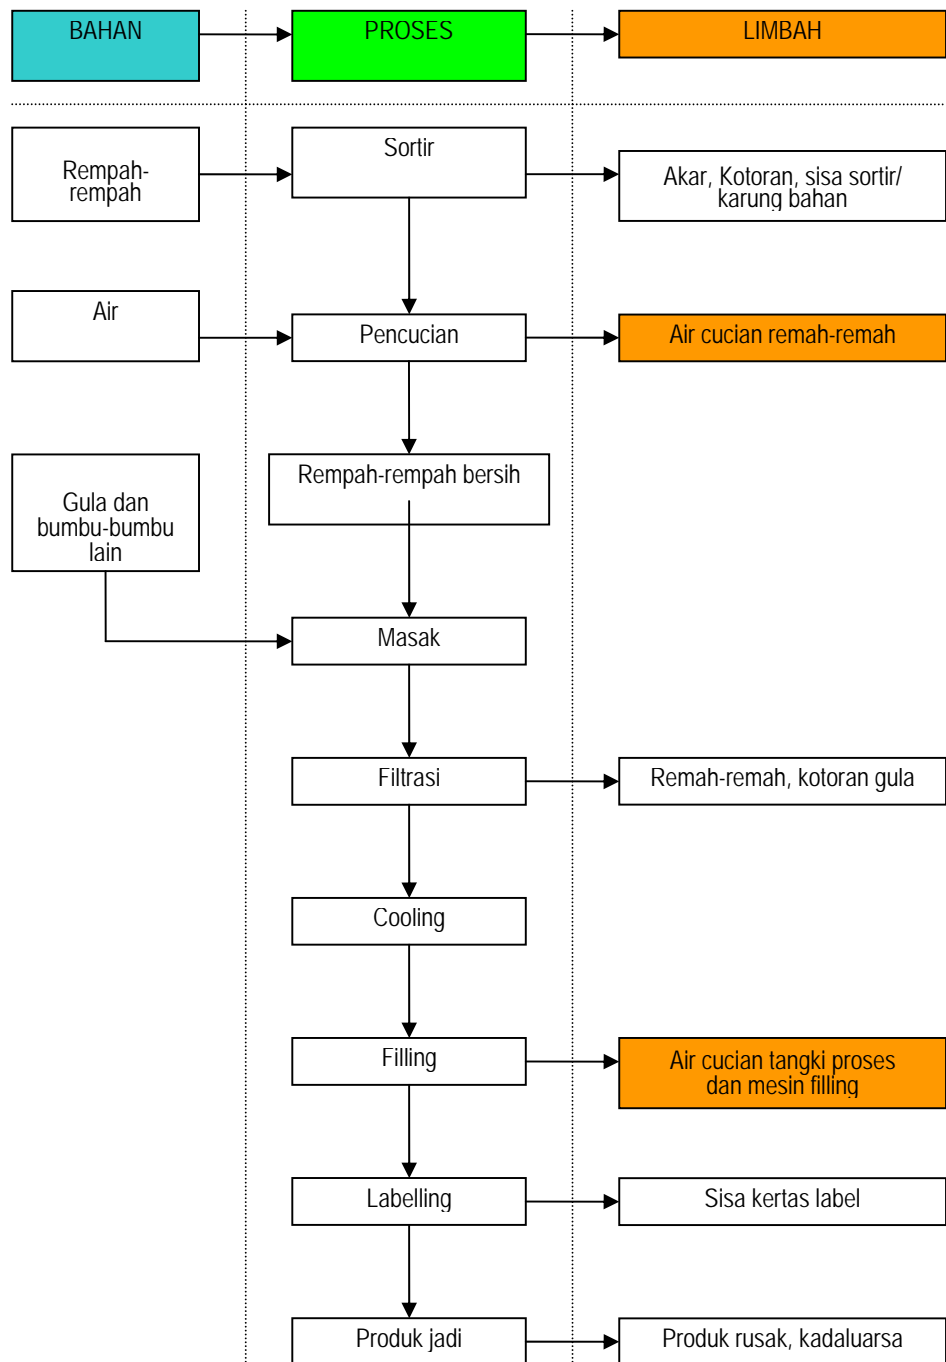 BAHAN
PROSES
LIMBAH
Rempah-
rempah
Sortir
Akar, Kotoran, sisa sortir/
karung bahan
Air
Pencucian
Air cucian remah-remah
Gula dan
bumbu-bumbu
lain
Rempah-rempah bersih
Masak
Filtrasi
Remah-remah, kotoran gula
Cooling
Filling
Air cucian tangki proses
dan mesin filling
Labelling
Sisa kertas label
Produk jadi
Produk rusak, kadaluarsa